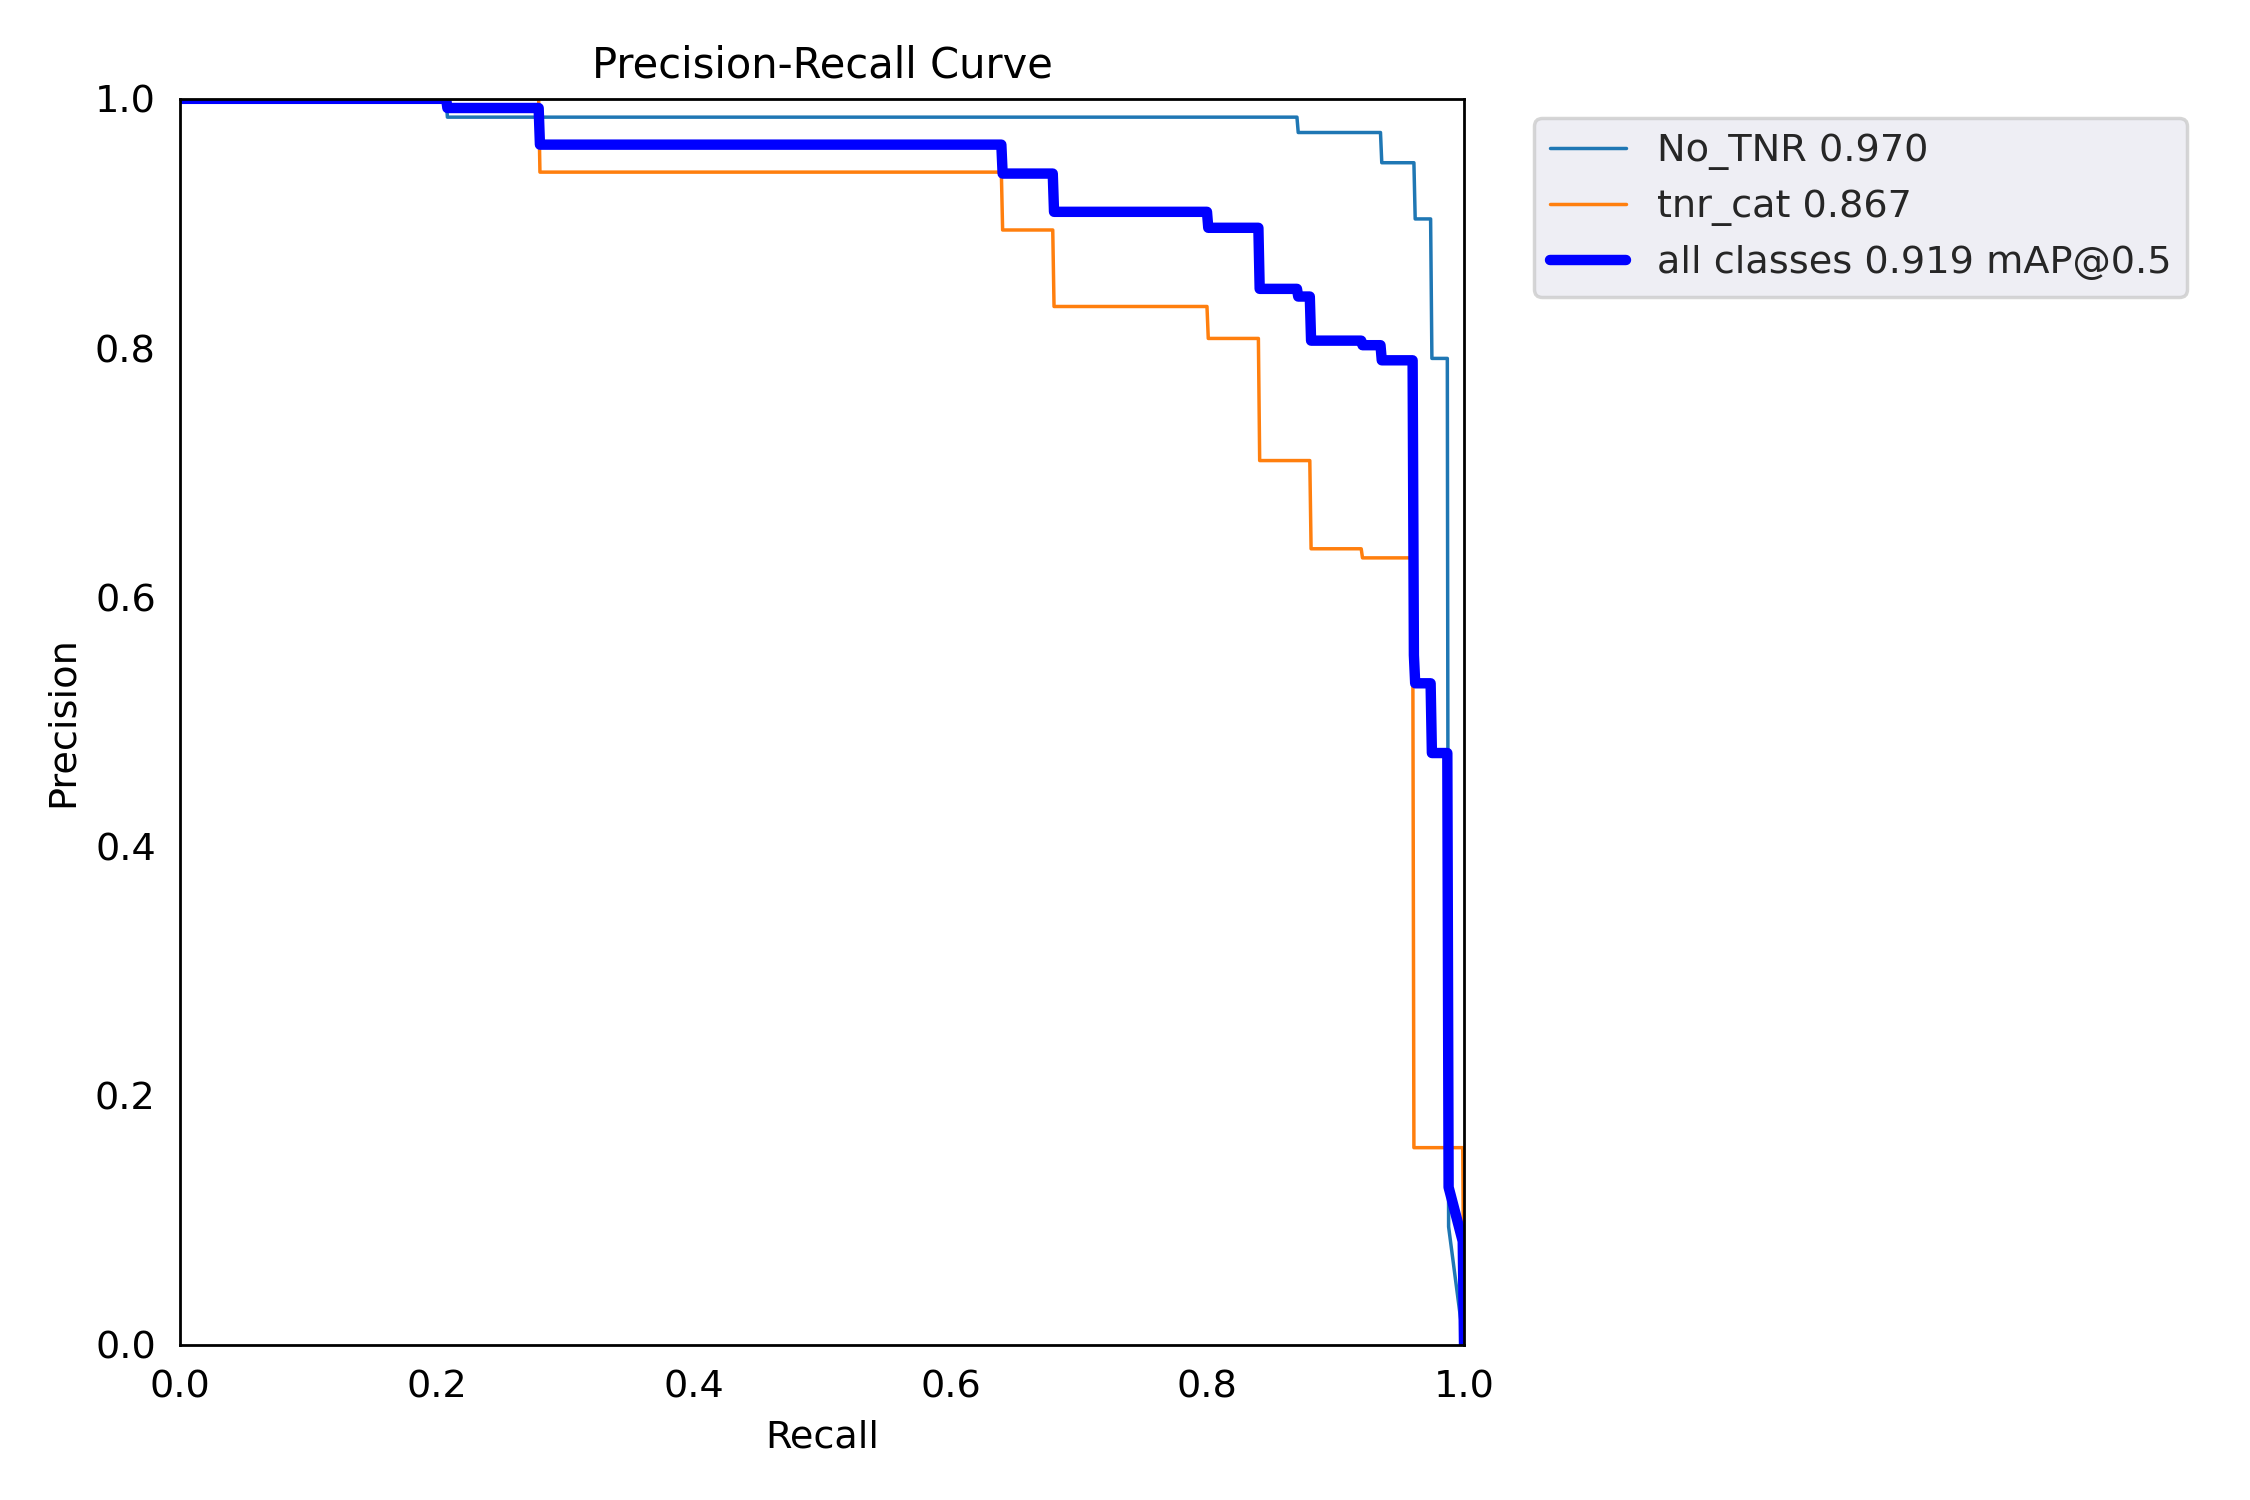 Precision-Recall Curve
1.0
0.8
0.6
0.4
0.2
0.0
Precision
0.0 0.2 0.4 0.6 0.8 1.0
Recall
No_TNR 0.970
tnr_cat 0.867
all classes 0.919 mAP@0.5